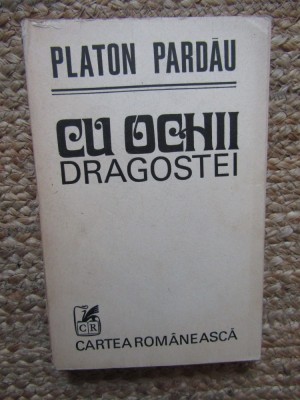 PLATON PARDĂU
CU OCHII
DRAGOSTEI
CR
CARTEA ROMÂNEASCĂ